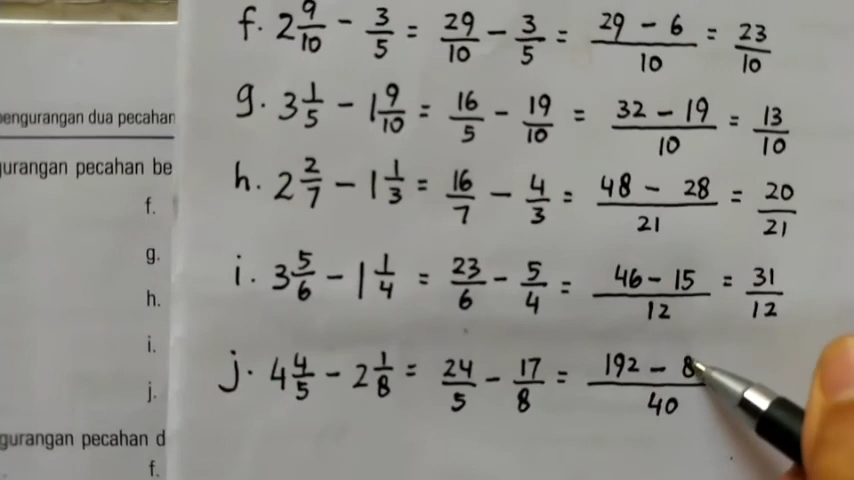 f. 2 9/10 - 3/5 = 29/10 - 3/5 = (29 - 6)/10 = 23/10
g. 3 1/5 - 1 9/10 = 16/5 - 19/10 = (32 - 19)/10 = 13/10
h. 2 2/7 - 1 1/3 = 16/7 - 4/3 = (48 - 28)/21 = 20/21
i. 3 5/6 - 1 1/4 = 23/6 - 5/4 = (46 - 15)/12 = 31/12
j. 4 4/5 - 2 1/8 = 24/5 - 17/8 = (192 - 8)/40
pengurangan dua pecahan
gurangan pecahan be
f.
g.
h.
i.
j.
gurangan pecahan d
f.